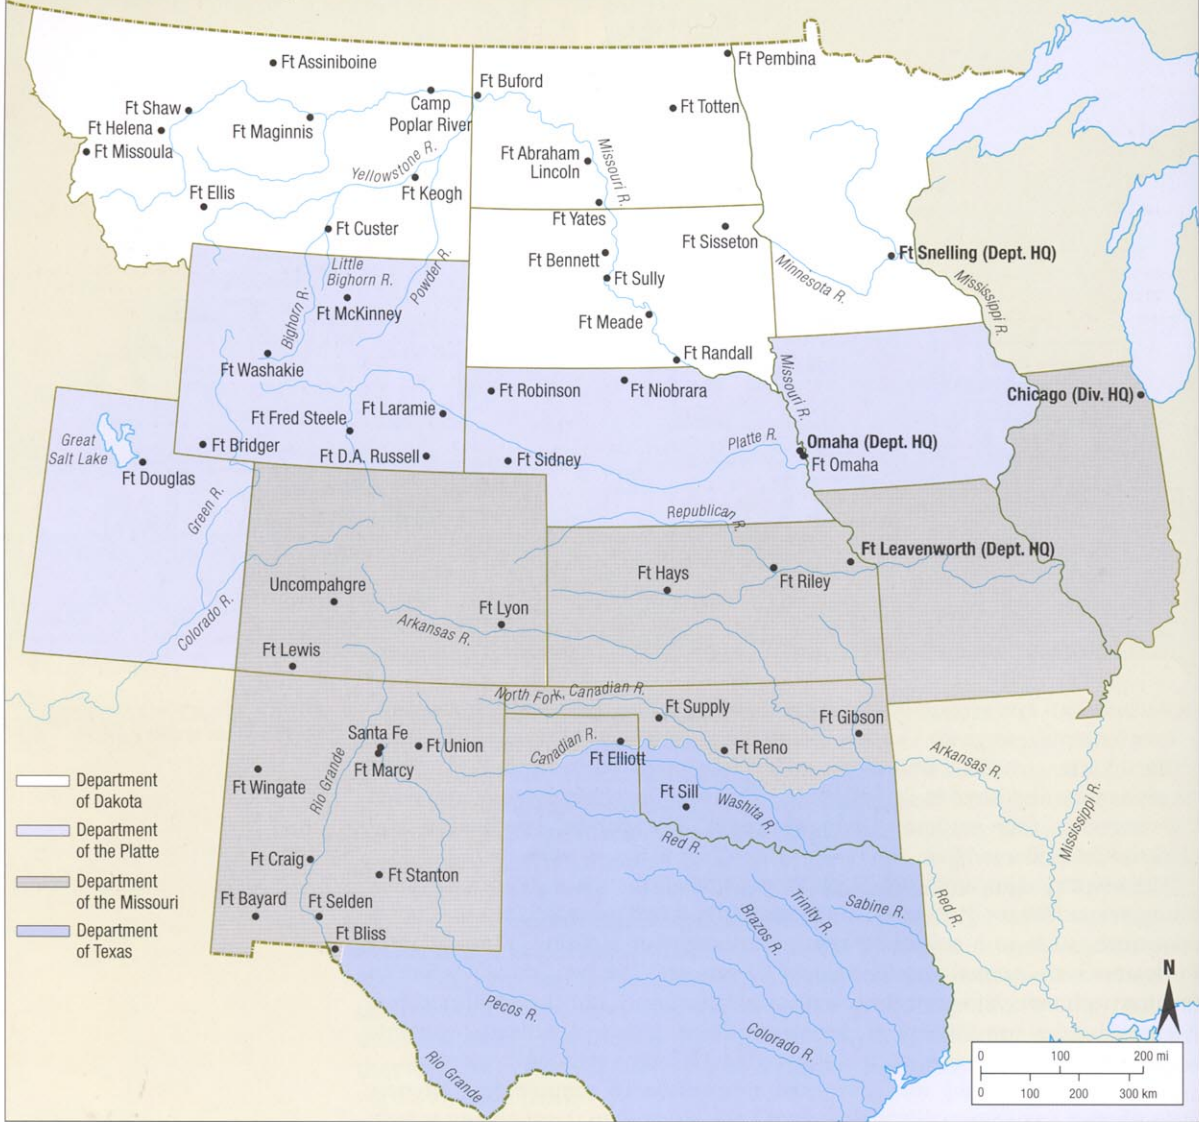 Ft Assiniboine
Ft Pembina
Ft Buford
Ft Shaw
Camp
Poplar River
Ft Totten
Ft Helena
Ft Maginnis
Ft Missoula
Yellowstone R.
Ft Abraham
Lincoln
Missouri R.
Ft Ellis
Ft Keogh
Ft Yates
Ft Custer
Ft Sisseton
Ft Bennett
Ft Snelling (Dept. HQ)
Little
Bighorn R.
Powder R.
Ft Sully
Minnesota R.
Mississippi R.
Bighorn R.
Ft McKinney
Ft Meade
Ft Washakie
Ft Randall
Missouri R.
Ft Robinson
Ft Niobrara
Chicago (Div. HQ)
Ft Fred Steele
Ft Laramie
Great
Salt Lake
Ft Bridger
Platte R.
Omaha (Dept. HQ)
Ft D.A. Russell
Ft Sidney
Ft Omaha
Ft Douglas
Green R.
Republican R.
Ft Leavenworth (Dept. HQ)
Uncompahgre
Ft Hays
Ft Riley
Colorado R.
Ft Lyon
Arkansas R.
Ft Lewis
North Fork, Canadian R.
Ft Supply
Ft Gibson
Santa Fe
Ft Union
Canadian R.
Ft Reno
Ft Marcy
Ft Elliott
Arkansas R.
Ft Wingate
Rio Grande
Ft Sill
Washita R.
Mississippi R.
Red R.
Department
of Dakota
Department
of the Platte
Department
of the Missouri
Department
of Texas
Ft Craig
Ft Stanton
Ft Bayard
Ft Selden
Ft Bliss
Brazos R.
Trinity R.
Sabine R.
Red R.
Pecos R.
Colorado R.
Rio Grande
N
0 100 200 mi
0 100 200 300 km